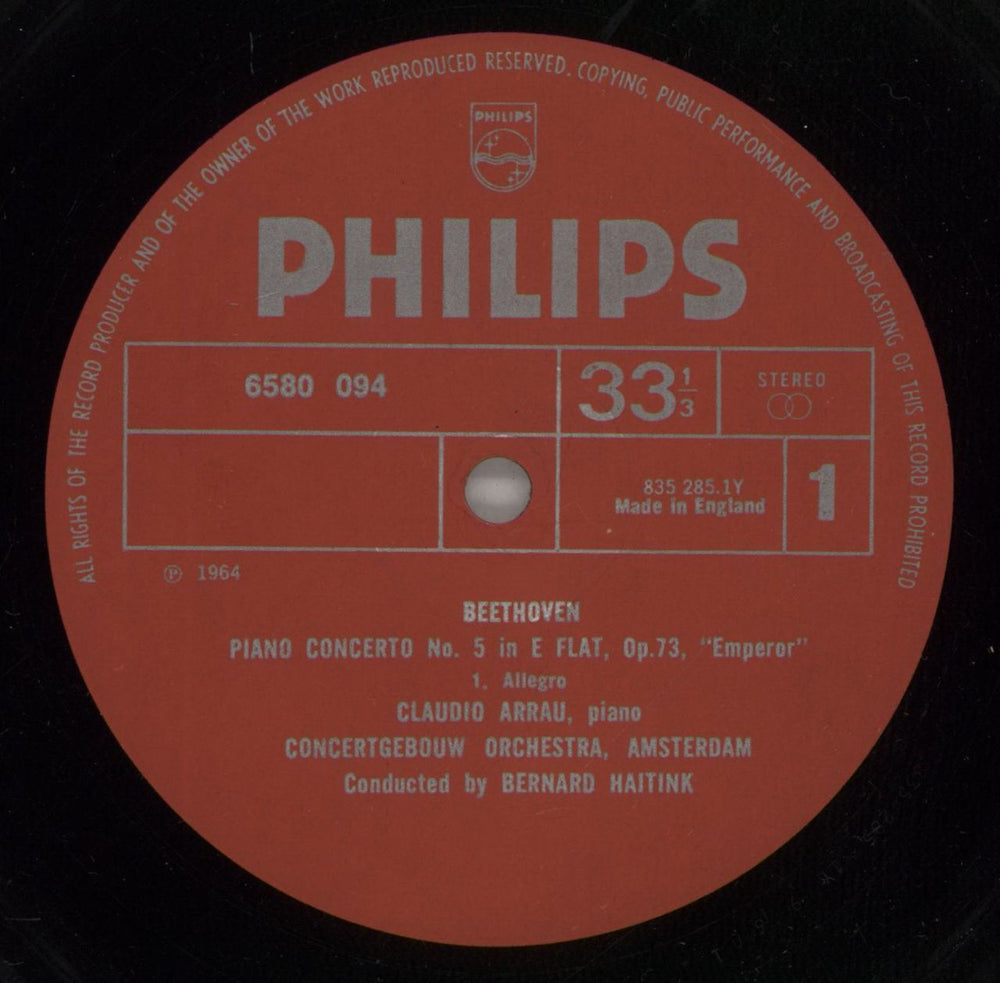 ALL RIGHTS OF THE RECORD PRODUCER AND OF THE OWNER OF THE WORK REPRODUCED RESERVED. COPYING, PUBLIC PERFORMANCE AND BROADCASTING OF THIS RECORD PROHIBITED
PHILIPS
PHILIPS
6580 094
33 1/3
STEREO
835 285.1Y
Made in England
1
Ⓟ 1964
BEETHOVEN
PIANO CONCERTO No. 5 in E FLAT, Op.73, "Emperor"
1. Allegro
CLAUDIO ARRAU, piano
CONCERTGEBOUW ORCHESTRA, AMSTERDAM
Conducted by BERNARD HAITINK